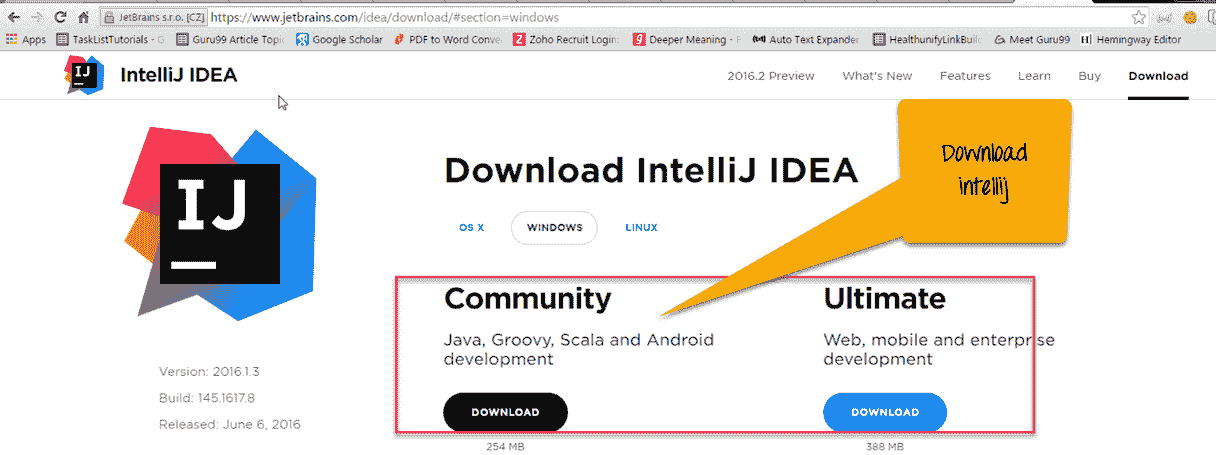 JetBrains s.r.o. [CZ] https://www.jetbrains.com/idea/download/#section=windows
Apps TaskListTutorials - G Guru99 Article Topic Google Scholar PDF to Word Conve Zoho Recruit Login: Deeper Meaning - F Auto Text Expander HealthunifyLinkBuild Meet Guru99 Hemingway Editor
IJ IntelliJ IDEA 2016.2 Preview What's New Features Learn Buy Download
Download
intellij
IJ
Download IntelliJ IDEA
OS X WINDOWS LINUX
Community Ultimate
Java, Groovy, Scala and Android Web, mobile and enterprise
development development
Version: 2016.1.3
Build: 145.1617.8
Released: June 6, 2016
DOWNLOAD DOWNLOAD
254 MB 388 MB